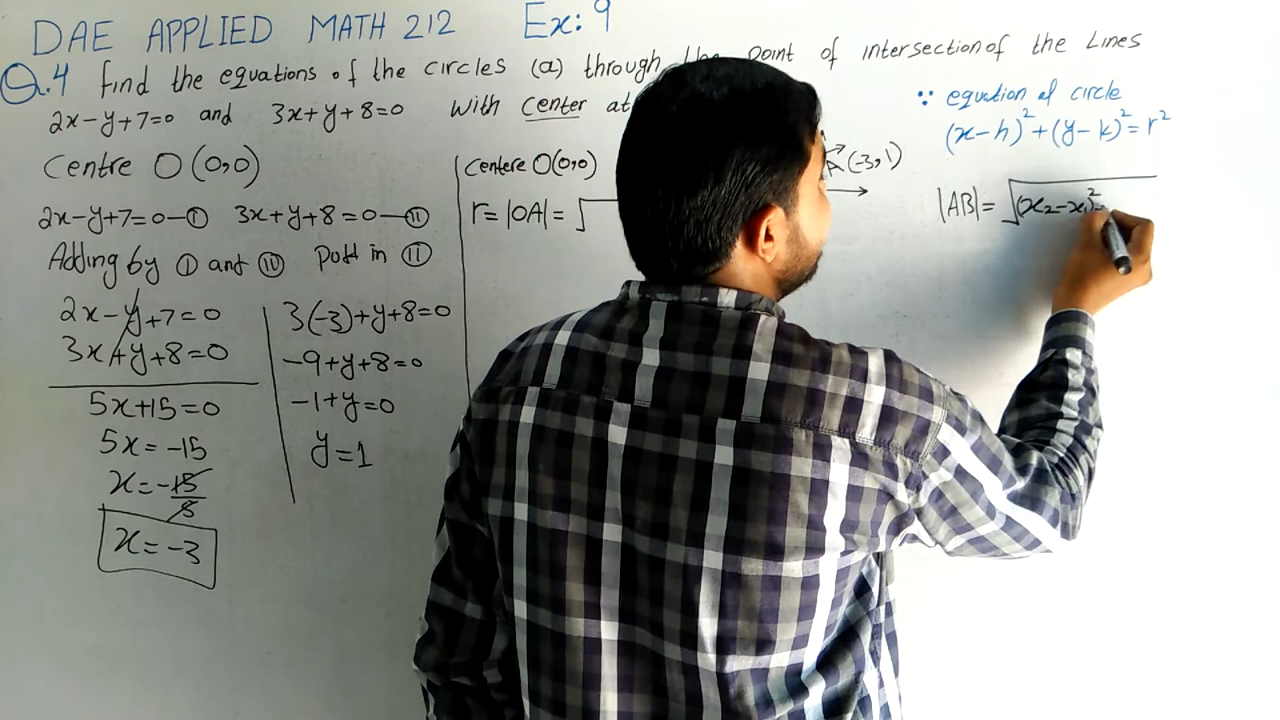 DAE APPLIED MATH 212 Ex: 9
Q.4 find the equations of the circles (a) through the point of intersection of the Lines
2x-y+7=0 and 3x+y+8=0 with center at
Centre O(0,0)
2x-y+7=0—① 3x+y+8=0—⑪
Adding by ① and ⑪ Putt in ⑪
2x-y+7=0
3x+y+8=0
5x+15=0
5x=-15
x=-15/5
x=-3
3(-3)+y+8=0
-9+y+8=0
-1+y=0
y=1
Centere O(0,0)
r=|OA|=√
A(-3,1)
∵ equation of circle
(x-h)²+(y-k)²=r²
|AB|=√(x₂-x₁)²